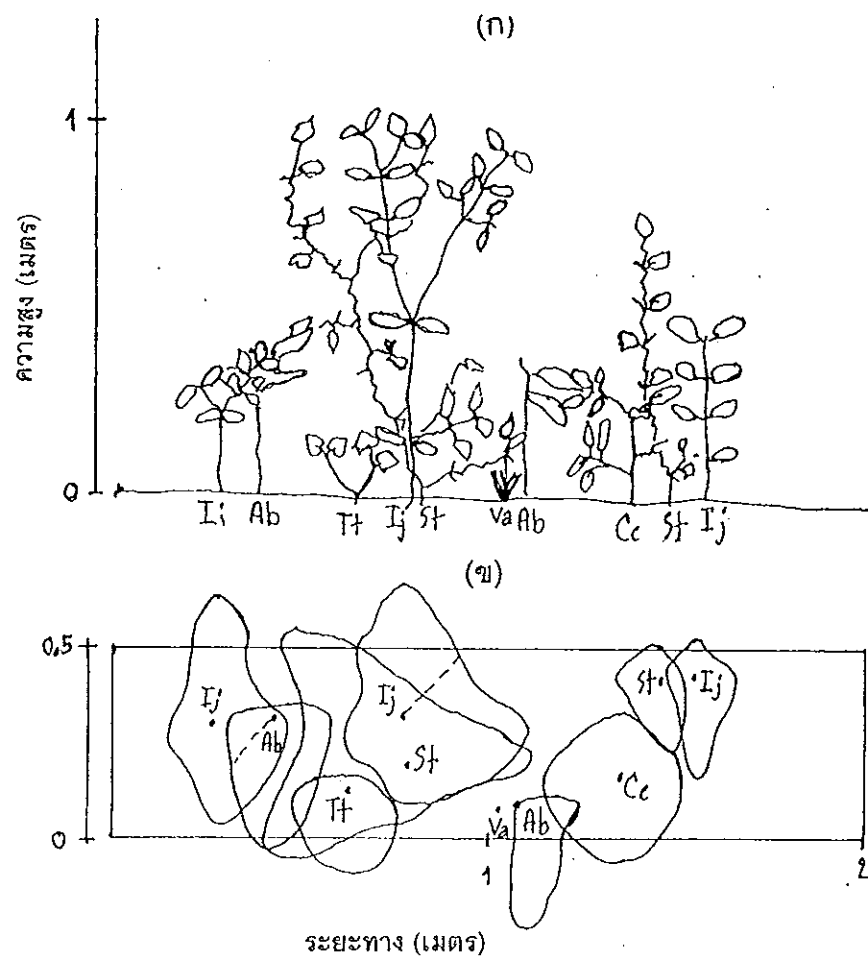 (ก)
1
ความสูง (เมตร)
0
Ij Ab Tt Ij St Va Ab Cc St Ij
(ข)
0.5
Ij Ab Ij St Ij
St
Tt Va Ab Cc
0
1 2
ระยะทาง (เมตร)